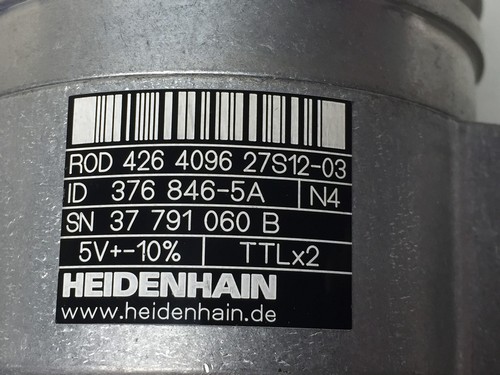 ROD 426 4096 27S12-03
ID 376 846-5A N4
SN 37 791 060 B
5V+-10% TTLx2
HEIDENHAIN
www.heidenhain.de